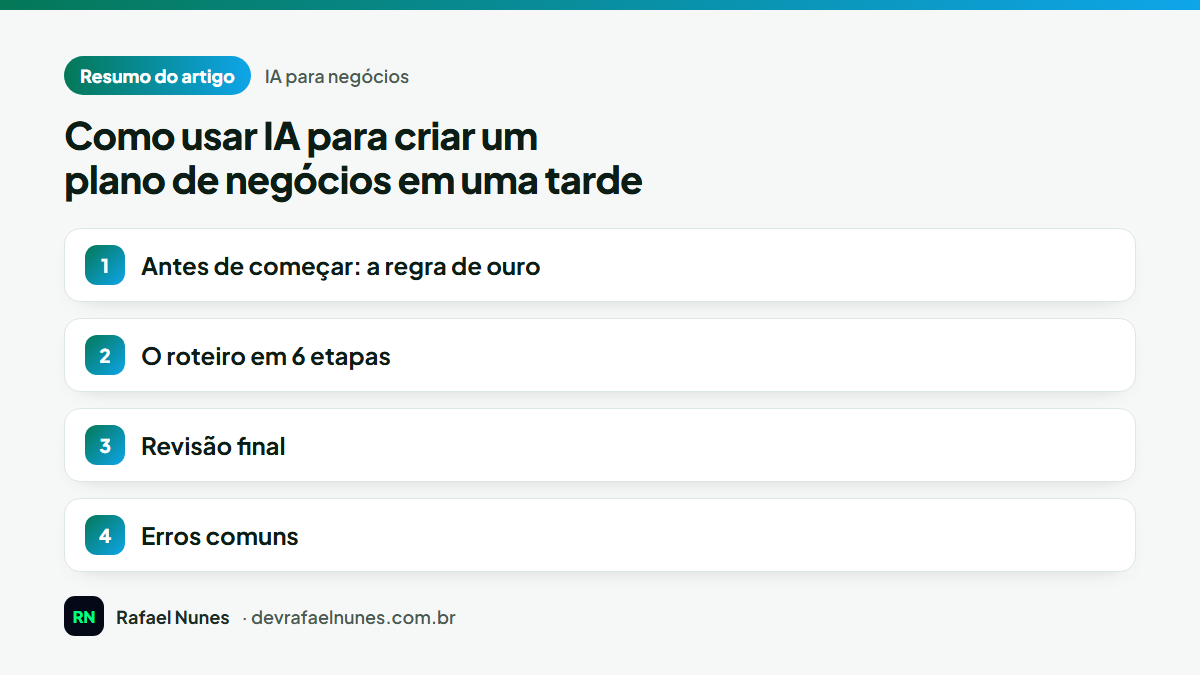 Resumo do artigo
IA para negócios
Como usar IA para criar um
plano de negócios em uma tarde
1
Antes de começar: a regra de ouro
2
O roteiro em 6 etapas
3
Revisão final
4
Erros comuns
RN
Rafael Nunes · devrafaelnunes.com.br